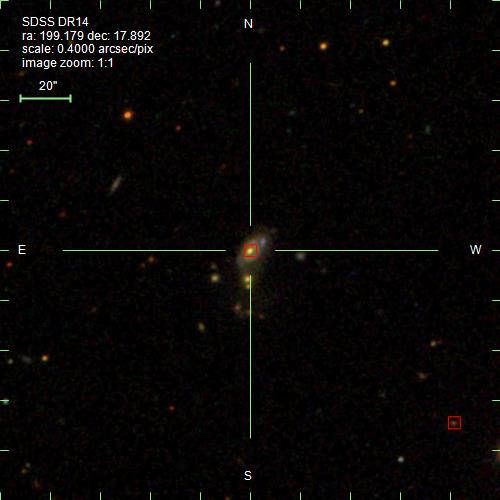 SDSS DR14
ra: 199.179 dec: 17.892
scale: 0.4000 arcsec/pix
image zoom: 1:1
20"
N
E
W
S